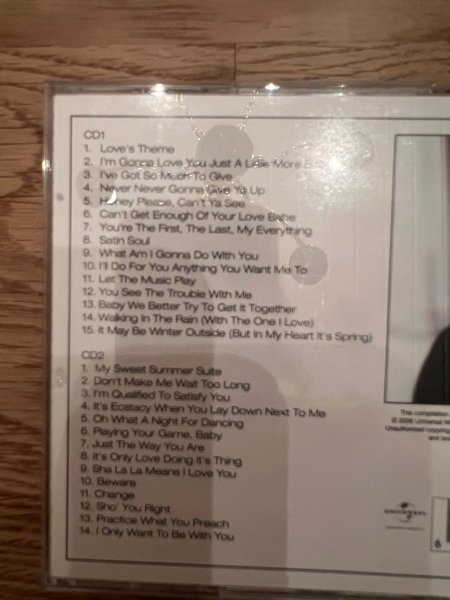 CD1
1. Love's Theme
2. I'm Gonna Love You Just A Little More
3. I've Got So Much To Give
4. Never Never Gonna Give Ya Up
5. Honey Please, Can't Ya See
6. Can't Get Enough Of Your Love Babe
7. You're The First, The Last, My Everything
8. Satin Soul
9. What Am I Gonna Do With You
10. I'll Do For You Anything You Want Me To
11. Let The Music Play
12. You See The Trouble With Me
13. Baby We Better Try To Get It Together
14. Walking In The Rain (With The One I Love)
15. It May Be Winter Outside (But In My Heart It's Spring)
CD2
1. My Sweet Summer Suite
2. Don't Make Me Wait Too Long
3. I'm Qualified To Satisfy You
4. It's Ecstacy When You Lay Down Next To Me
5. Oh What A Night For Dancing
6. Playing Your Game, Baby
7. Just The Way You Are
8. It's Only Love Doing It's Thing
9. Sha La La Means I Love You
10. Beware
11. Change
12. Sho' You Right
13. Practice What You Preach
14. I Only Want To Be With You
This compilation
© 2009 Universal
Unauthorised copying
UNIVERSAL